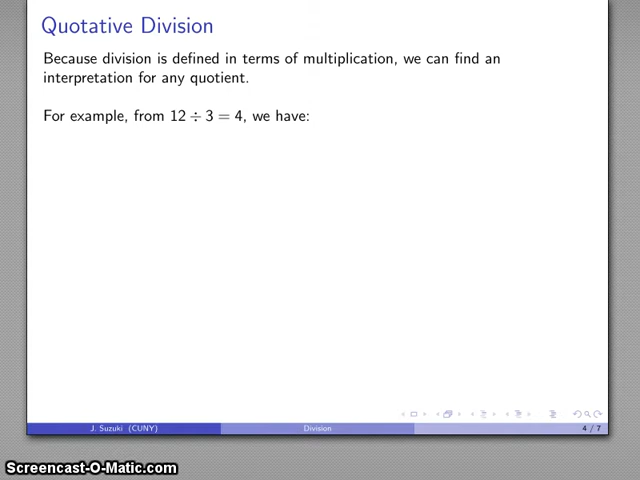 Quotative Division
Because division is defined in terms of multiplication, we can find an
interpretation for any quotient.
For example, from 12 ÷ 3 = 4, we have:
J. Suzuki (CUNY)
Division
4 / 7
Screencast-O-Matic.com